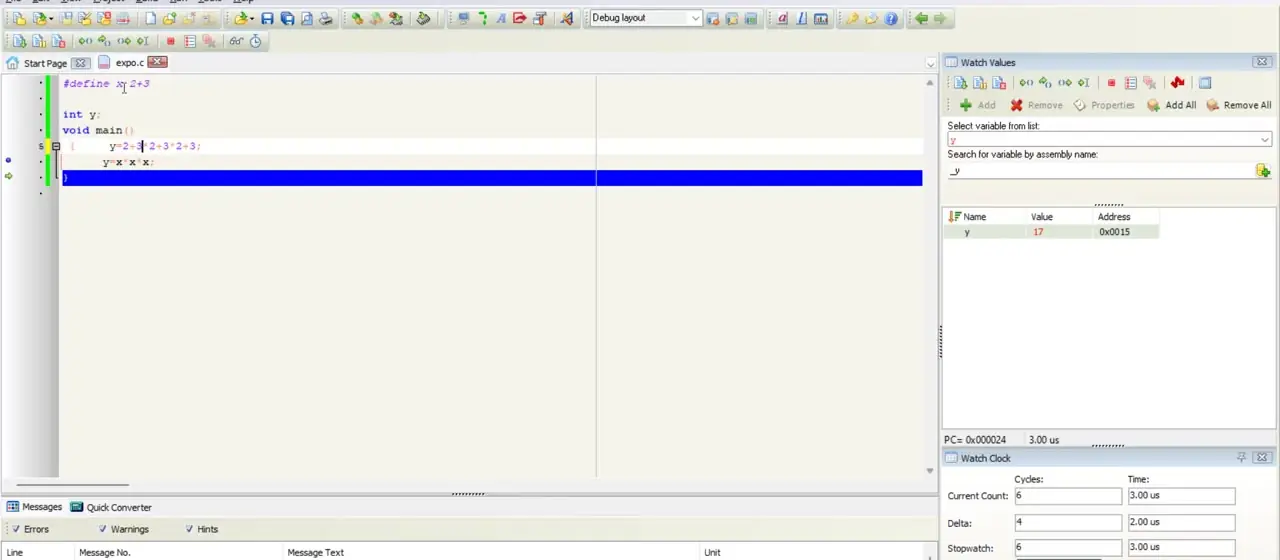 Debug layout
Start Page
expo.c
#define x 2+3
int y;
void main()
{ y=2+3*2+3*2+3;
y=x*x*x;
}
Watch Values
Add Remove Properties Add All Remove All
Select variable from list:
y
Search for variable by assembly name:
_y
Name Value Address
y 17 0x0015
PC= 0x000024 3.00 us
Watch Clock
Cycles: Time:
Current Count: 6 3.00 us
Delta: 4 2.00 us
Stopwatch: 6 3.00 us
Messages Quick Converter
Errors Warnings Hints
Line Message No. Message Text Unit